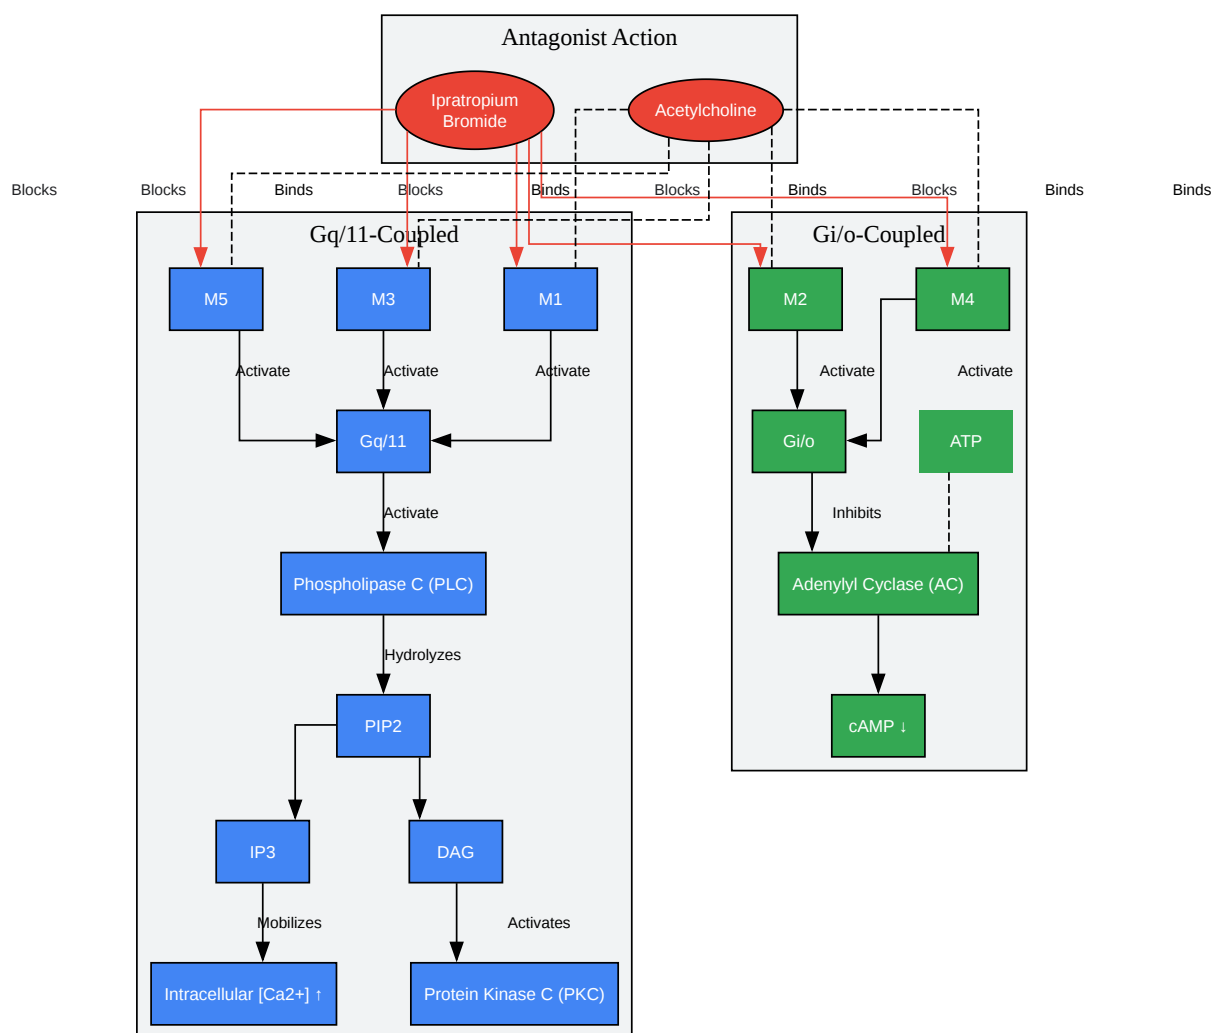 Antagonist Action
Ipratropium
Bromide
Acetylcholine
Blocks
Blocks
Binds
Blocks
Binds
Blocks
Binds
Blocks
Binds
Binds
Gq/11-Coupled
Gi/o-Coupled
M5
M3
M1
M2
M4
Activate
Activate
Activate
Activate
Activate
Gq/11
Gi/o
ATP
Activate
Inhibits
Phospholipase C (PLC)
Adenylyl Cyclase (AC)
Hydrolyzes
PIP2
cAMP ↓
IP3
DAG
Mobilizes
Activates
Intracellular [Ca2+] ↑
Protein Kinase C (PKC)